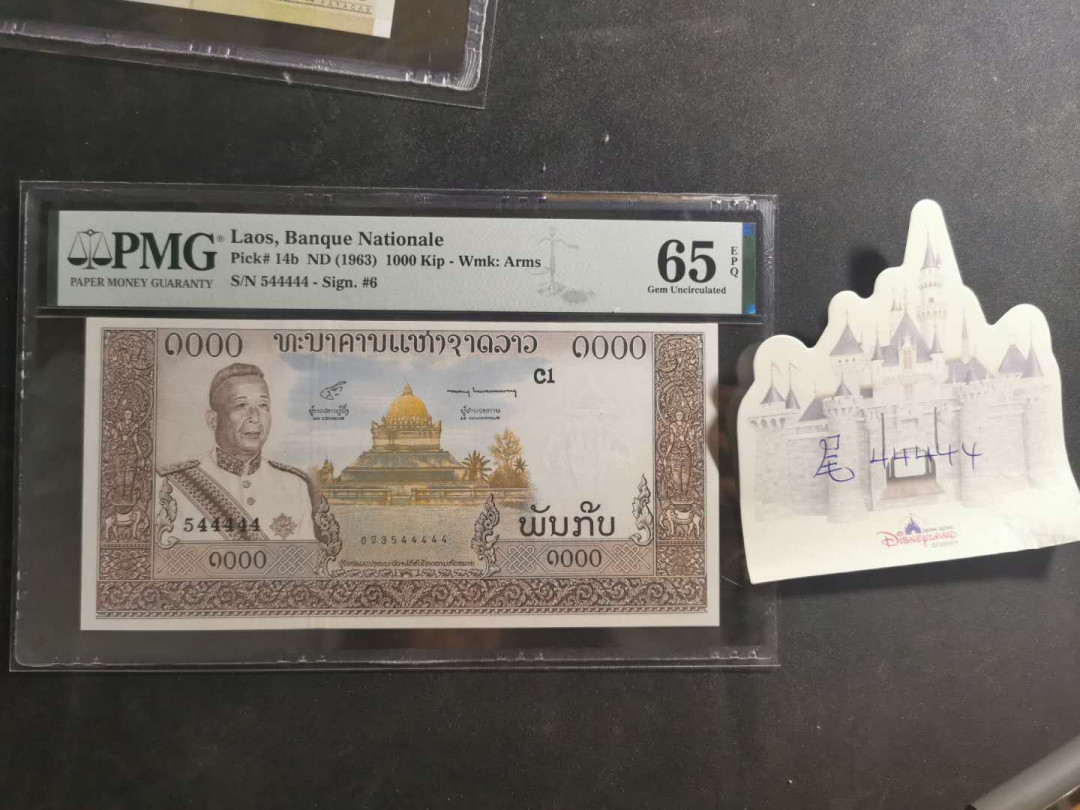 PATACAS
PMG®
PAPER MONEY GUARANTY
Laos, Banque Nationale
Pick# 14b ND (1963) 1000 Kip - Wmk: Arms
S/N 544444 - Sign. #6
65
EPQ
Gem Uncirculated
໑໐໐໐ ທະນາຄານແຫ່ງຊາດລາວ ໑໐໐໐
C1
544444
023544444
ພັນກີບ
໑໐໐໐ ໑໐໐໐
尾 44444
HONG KONG
DISNEYLAND